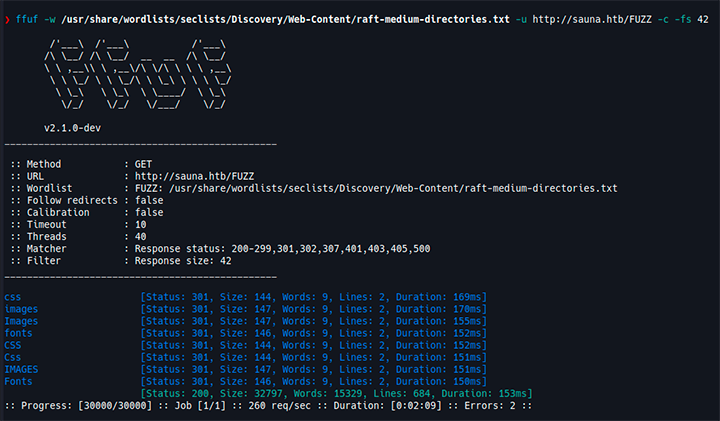 ❯ ffuf -w /usr/share/wordlists/seclists/Discovery/Web-Content/raft-medium-directories.txt -u http://sauna.htb/FUZZ -c -fs 42
v2.1.0-dev
:: Method : GET
:: URL : http://sauna.htb/FUZZ
:: Wordlist : FUZZ: /usr/share/wordlists/seclists/Discovery/Web-Content/raft-medium-directories.txt
:: Follow redirects : false
:: Calibration : false
:: Timeout : 10
:: Threads : 40
:: Matcher : Response status: 200-299,301,302,307,401,403,405,500
:: Filter : Response size: 42
css [Status: 301, Size: 144, Words: 9, Lines: 2, Duration: 169ms]
images [Status: 301, Size: 147, Words: 9, Lines: 2, Duration: 170ms]
Images [Status: 301, Size: 147, Words: 9, Lines: 2, Duration: 155ms]
fonts [Status: 301, Size: 146, Words: 9, Lines: 2, Duration: 152ms]
CSS [Status: 301, Size: 144, Words: 9, Lines: 2, Duration: 152ms]
Css [Status: 301, Size: 144, Words: 9, Lines: 2, Duration: 151ms]
IMAGES [Status: 301, Size: 147, Words: 9, Lines: 2, Duration: 151ms]
Fonts [Status: 301, Size: 146, Words: 9, Lines: 2, Duration: 150ms]
[Status: 200, Size: 32797, Words: 15329, Lines: 684, Duration: 153ms]
:: Progress: [30000/30000] :: Job [1/1] :: 260 req/sec :: Duration: [0:02:09] :: Errors: 2 ::